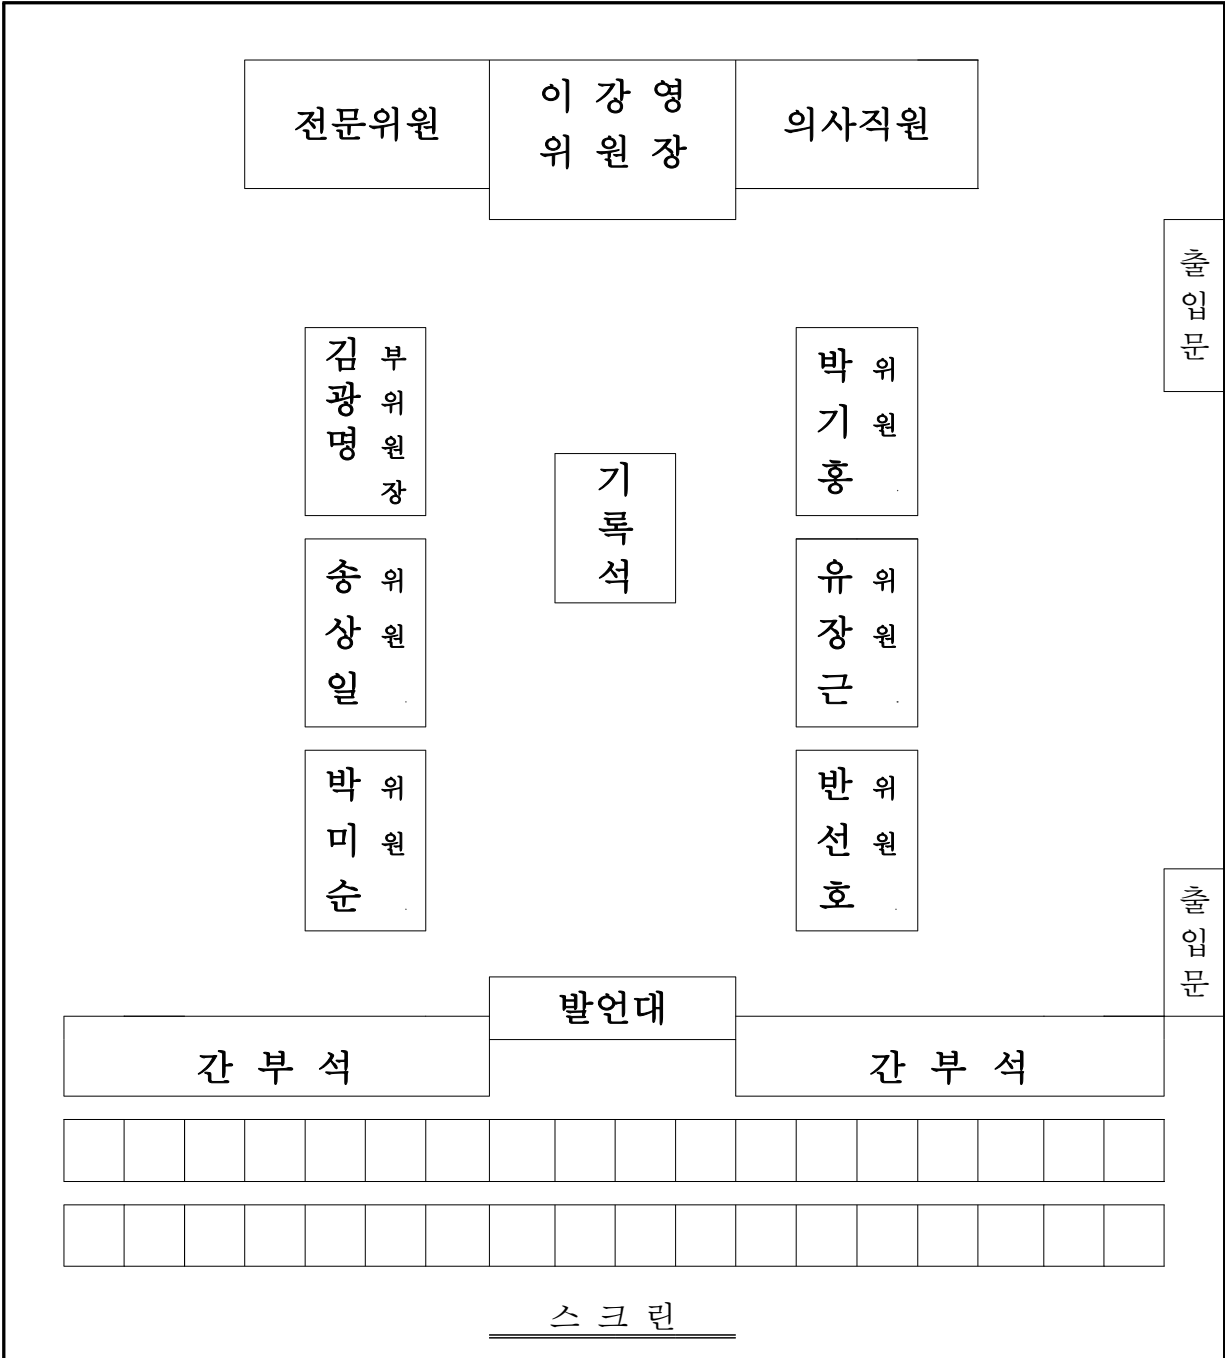 전문위원
이 강 영
위 원 장
의사직원
출입문
김광명
부위원장
박기홍
위원
기록석
송상일
위원
유장근
위원
박미순
위원
반선호
위원
출입문
발언대
간 부 석
간 부 석
스 크 린